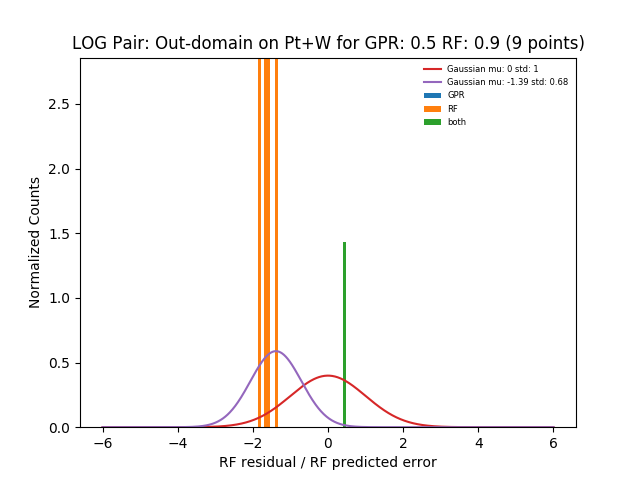 LOG Pair: Out-domain on Pt+W for GPR: 0.5 RF: 0.9 (9 points)
Gaussian mu: 0 std: 1
Gaussian mu: -1.39 std: 0.68
GPR
RF
both
Normalized Counts
2.5
2.0
1.5
1.0
0.5
0.0
−6 −4 −2 0 2 4 6
RF residual / RF predicted error